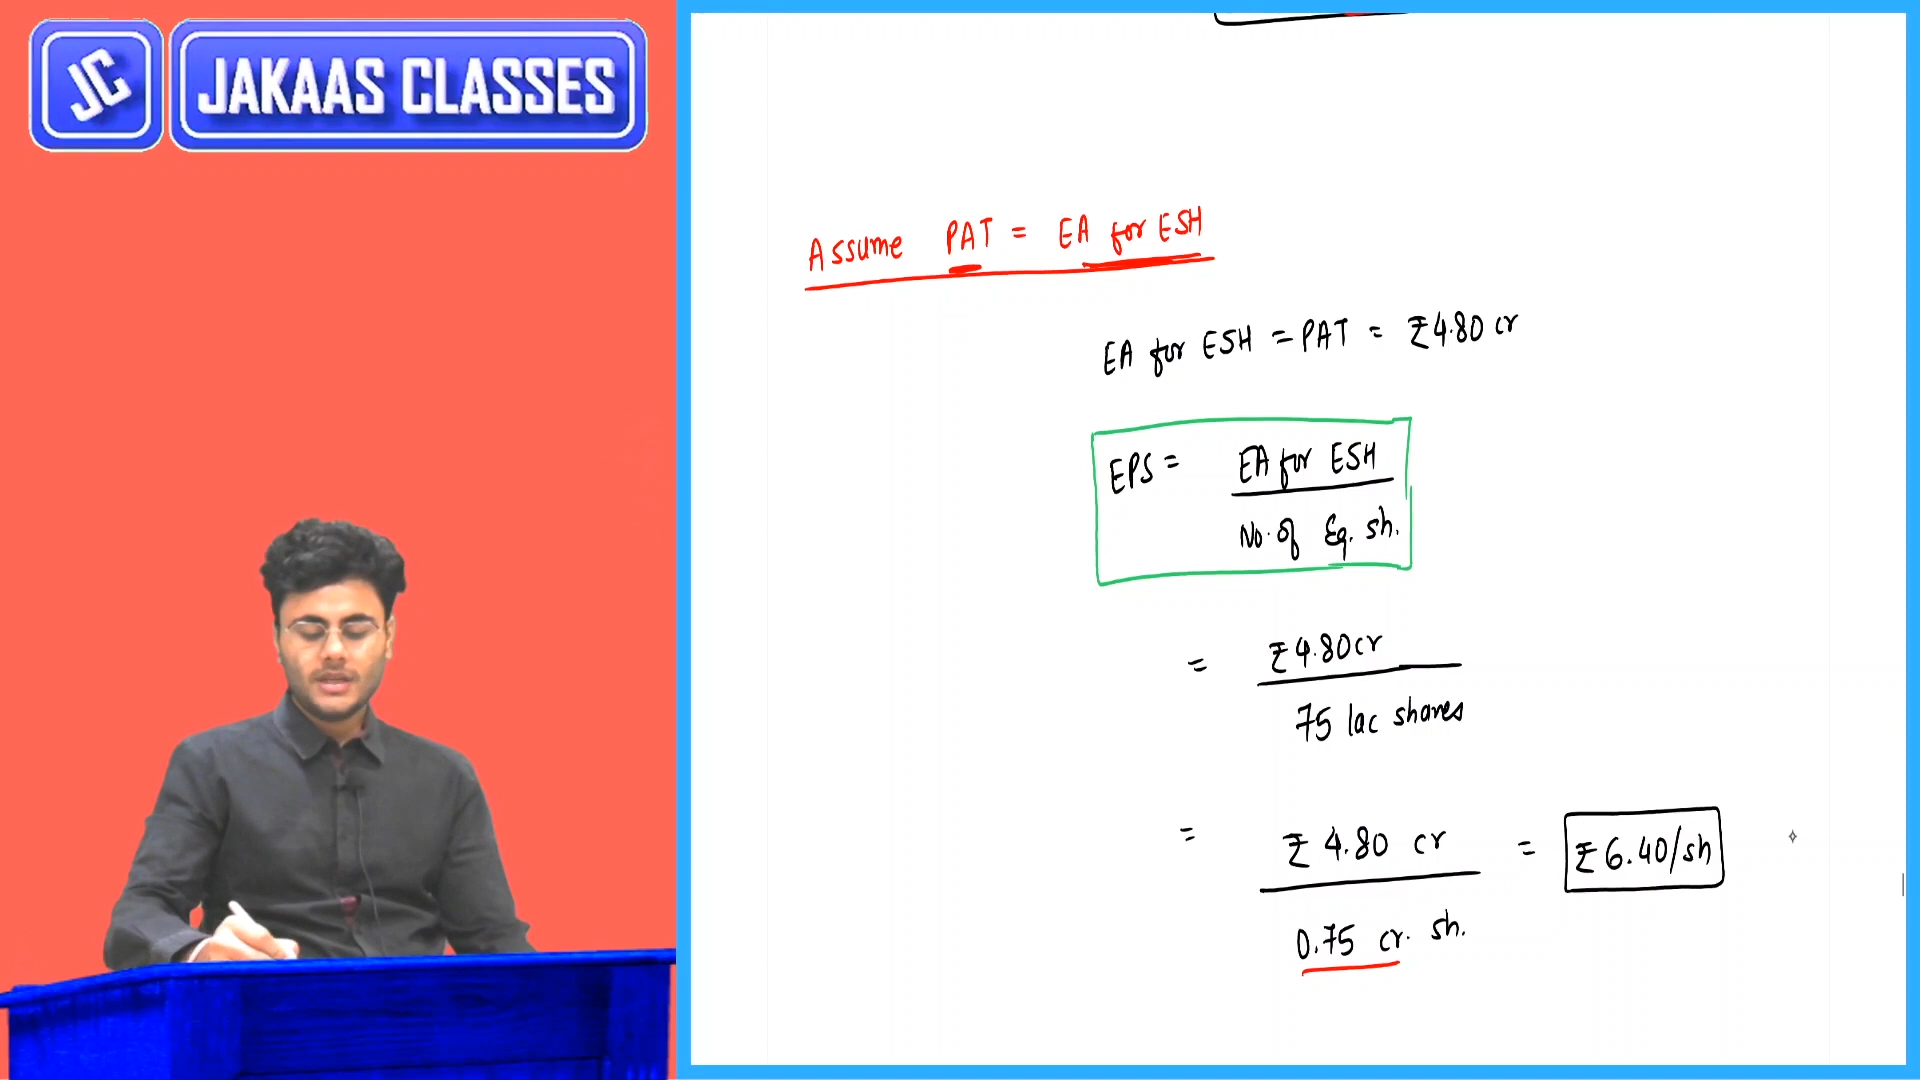 JC JAKAAS CLASSES
Assume PAT = EA for ESH
EA for ESH = PAT = ₹4.80 cr
EPS = EA for ESH
No. of Eq. sh.
= ₹4.80cr
75 lac shares
= ₹ 4.80 cr = ₹6.40/sh
0.75 cr. sh.